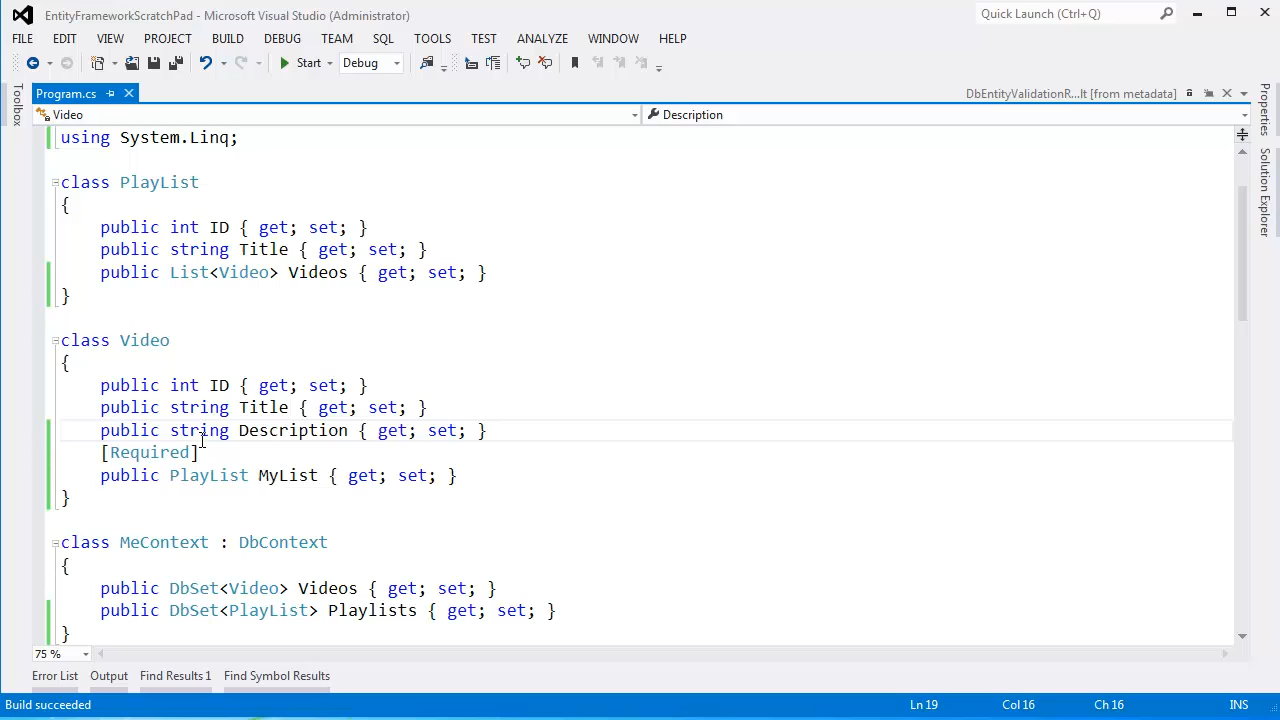 EntityFrameworkScratchPad - Microsoft Visual Studio (Administrator)
Quick Launch (Ctrl+Q)
FILE EDIT VIEW PROJECT BUILD DEBUG TEAM SQL TOOLS TEST ANALYZE WINDOW HELP
Start Debug
Toolbox
Program.cs
DbEntityValidationR...lt [from metadata]
Properties
Solution Explorer
Video
Description
using System.Linq;
class PlayList
{
public int ID { get; set; }
public string Title { get; set; }
public List<Video> Videos { get; set; }
}
class Video
{
public int ID { get; set; }
public string Title { get; set; }
public string Description { get; set; }
[Required]
public PlayList MyList { get; set; }
}
class MeContext : DbContext
{
public DbSet<Video> Videos { get; set; }
public DbSet<PlayList> Playlists { get; set; }
}
75 %
Error List Output Find Results 1 Find Symbol Results
Build succeeded Ln 19 Col 16 Ch 16 INS